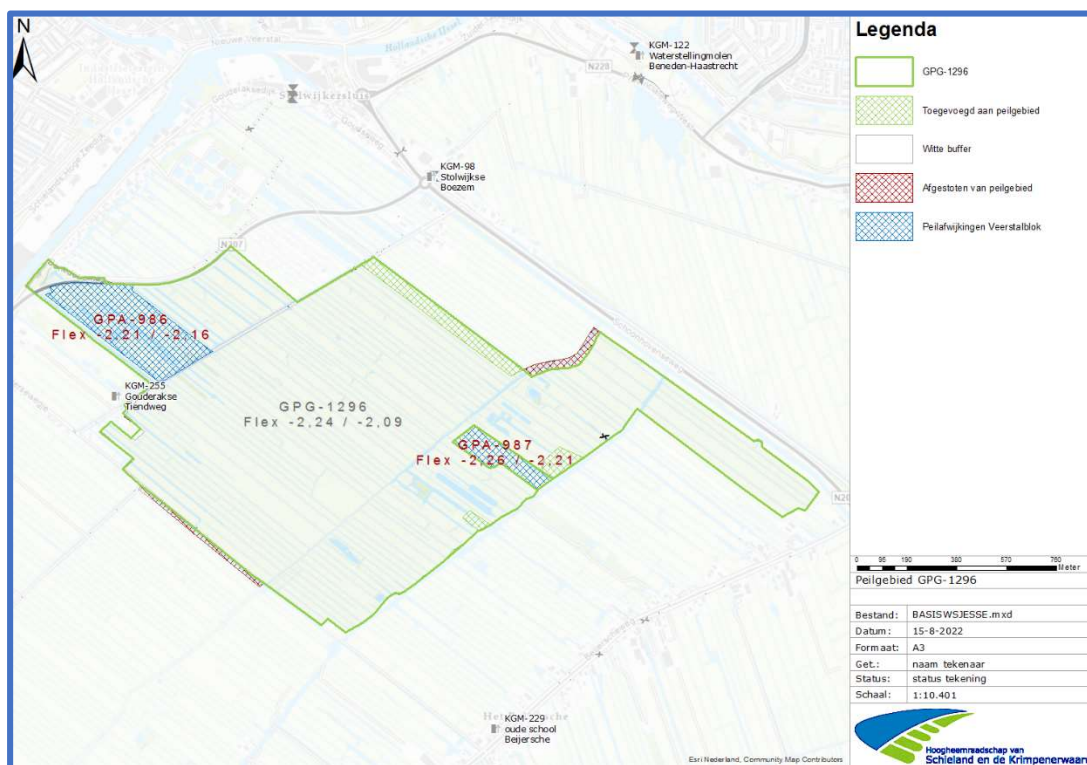 N
KGM-122
Waterstellingmolen
Beneden-Haastrecht
N228
Stolwijkersluis
KGM-98
Stolwijkse
Boezem
N207
GPA-986
Flex -2,21 / -2,16
KGM-255
Gouderakse
Tiendweg
GPG-1296
Flex -2,24 / -2,09
GPA-987
Flex -2,26 / -2,21
Schoonhovenseweg
KGM-229
oude school
Beijersche
Esri Nederland, Community Map Contributors
Legenda
GPG-1296
Toegevoegd aan peilgebied
Witte buffer
Afgestoten van peilgebied
Peilafwijkingen Veerstalblok
0 95 190 380 570 760
Meter
Peilgebied GPG-1296
Bestand: BASISWSJESSE.mxd
Datum: 15-8-2022
Formaat: A3
Get.: naam tekenaar
Status: status tekening
Schaal: 1:10.401
Hoogheemraadschap van
Schieland en de Krimpenerwaard